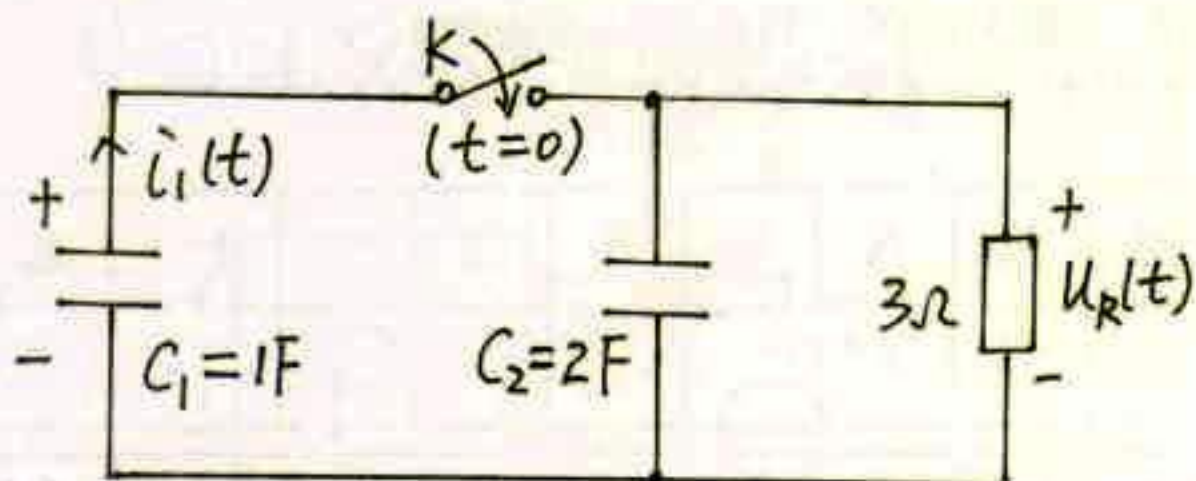 K
(t=0)
i₁(t)
+
-
C₁=1F
C₂=2F
3Ω
+
u_R(t)
-